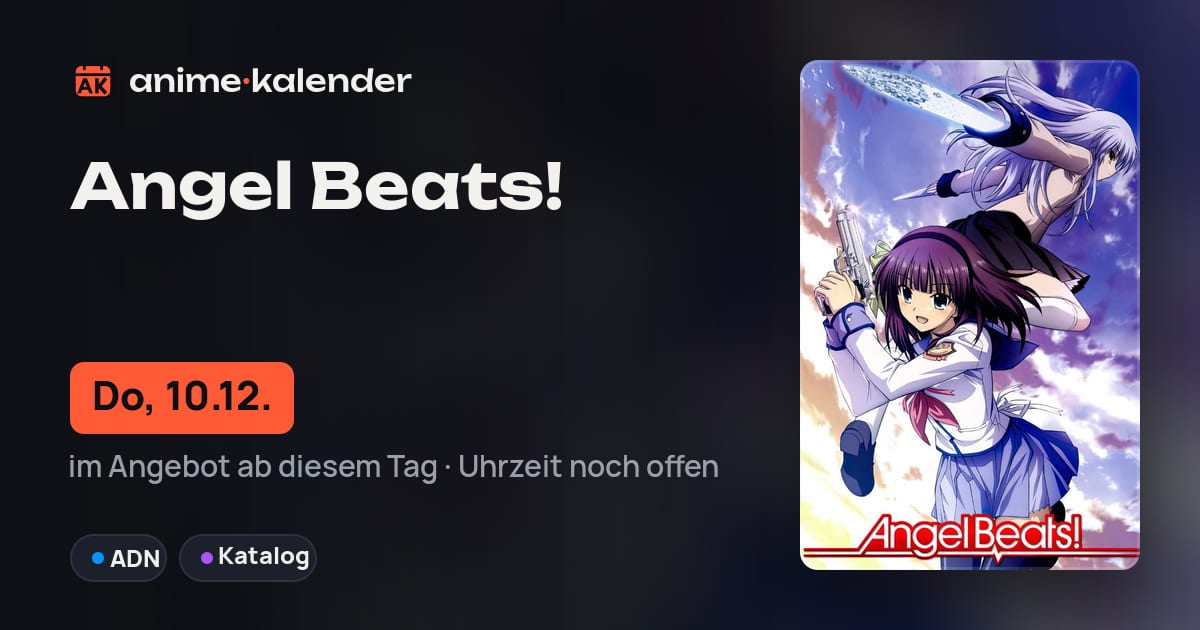 AK anime·kalender
Angel Beats!
Do, 10.12.
im Angebot ab diesem Tag · Uhrzeit noch offen
ADN Katalog
Angel Beats!